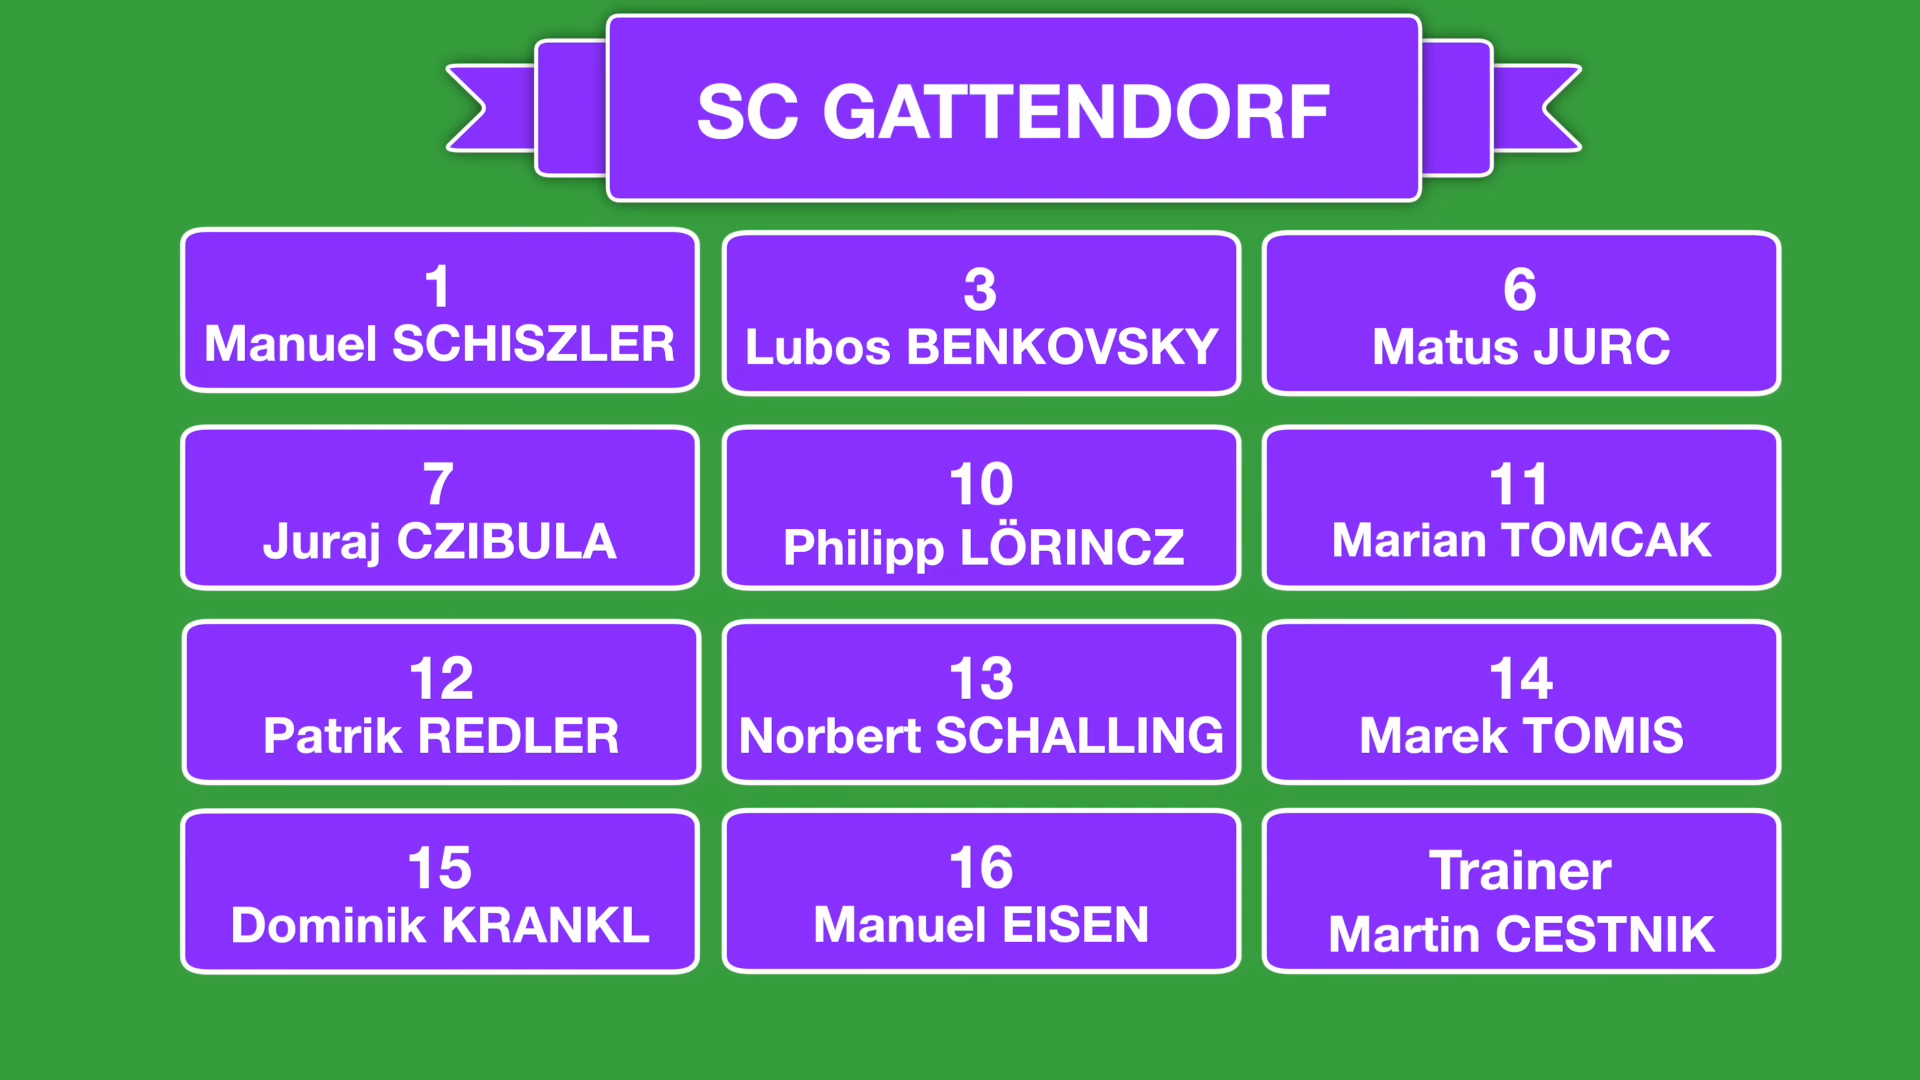 SC GATTENDORF
1
Manuel SCHISZLER
3
Lubos BENKOVSKY
6
Matus JURC
7
Juraj CZIBULA
10
Philipp LÖRINCZ
11
Marian TOMCAK
12
Patrik REDLER
13
Norbert SCHALLING
14
Marek TOMIS
15
Dominik KRANKL
16
Manuel EISEN
Trainer
Martin CESTNIK